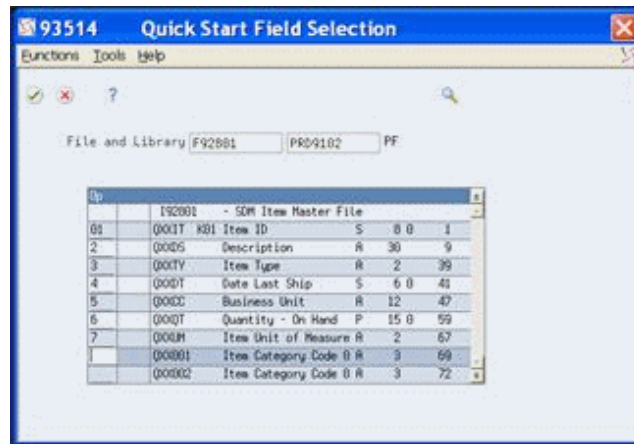 93514 Quick Start Field Selection
Functions Tools Help
?
File and Library F92801 PRD9102 PF
Op
I92801 - SDM Item Master File
01 QXXIT K01 Item ID S 8 0 1
2 QXXDS Description A 30 9
3 QXXTY Item Type A 2 39
4 QXXDT Date Last Ship S 6 0 41
5 QXXCC Business Unit A 12 47
6 QXXQT Quantity - On Hand P 15 0 59
7 QXXUM Item Unit of Measure A 2 67
QXX001 Item Category Code 0 A 3 69
QXX002 Item Category Code 0 A 3 72